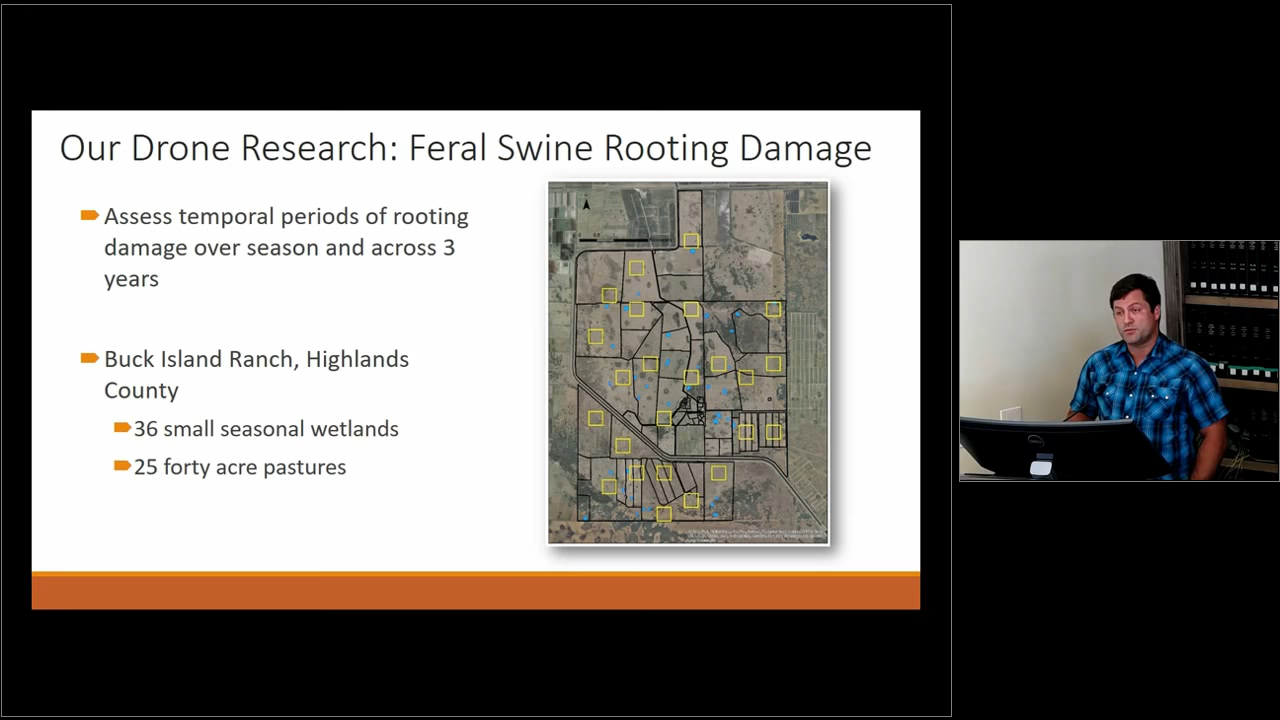 Our Drone Research: Feral Swine Rooting Damage
Assess temporal periods of rooting
damage over season and across 3
years
Buck Island Ranch, Highlands
County
36 small seasonal wetlands
25 forty acre pastures